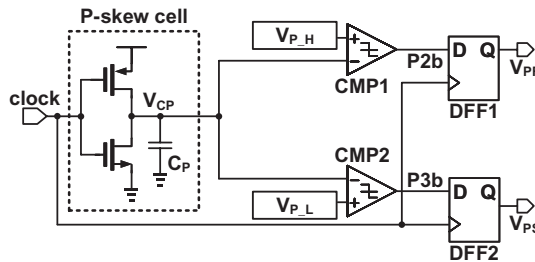 P-skew cell
clock
V_CP
C_P
V_P_H
V_P_L
CMP1
CMP2
P2b
P3b
D Q
DFF1
D Q
DFF2